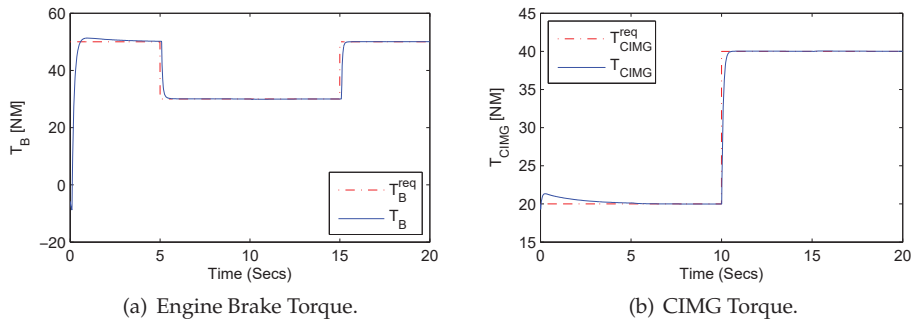 60
40
20
0
−20
T_B [NM]
0 5 10 15 20
Time (Secs)
T_B^req
T_B
(a) Engine Brake Torque.
45
40
35
30
25
20
15
T_CIMG [NM]
0 5 10 15 20
Time (Secs)
T_CIMG^req
T_CIMG
(b) CIMG Torque.